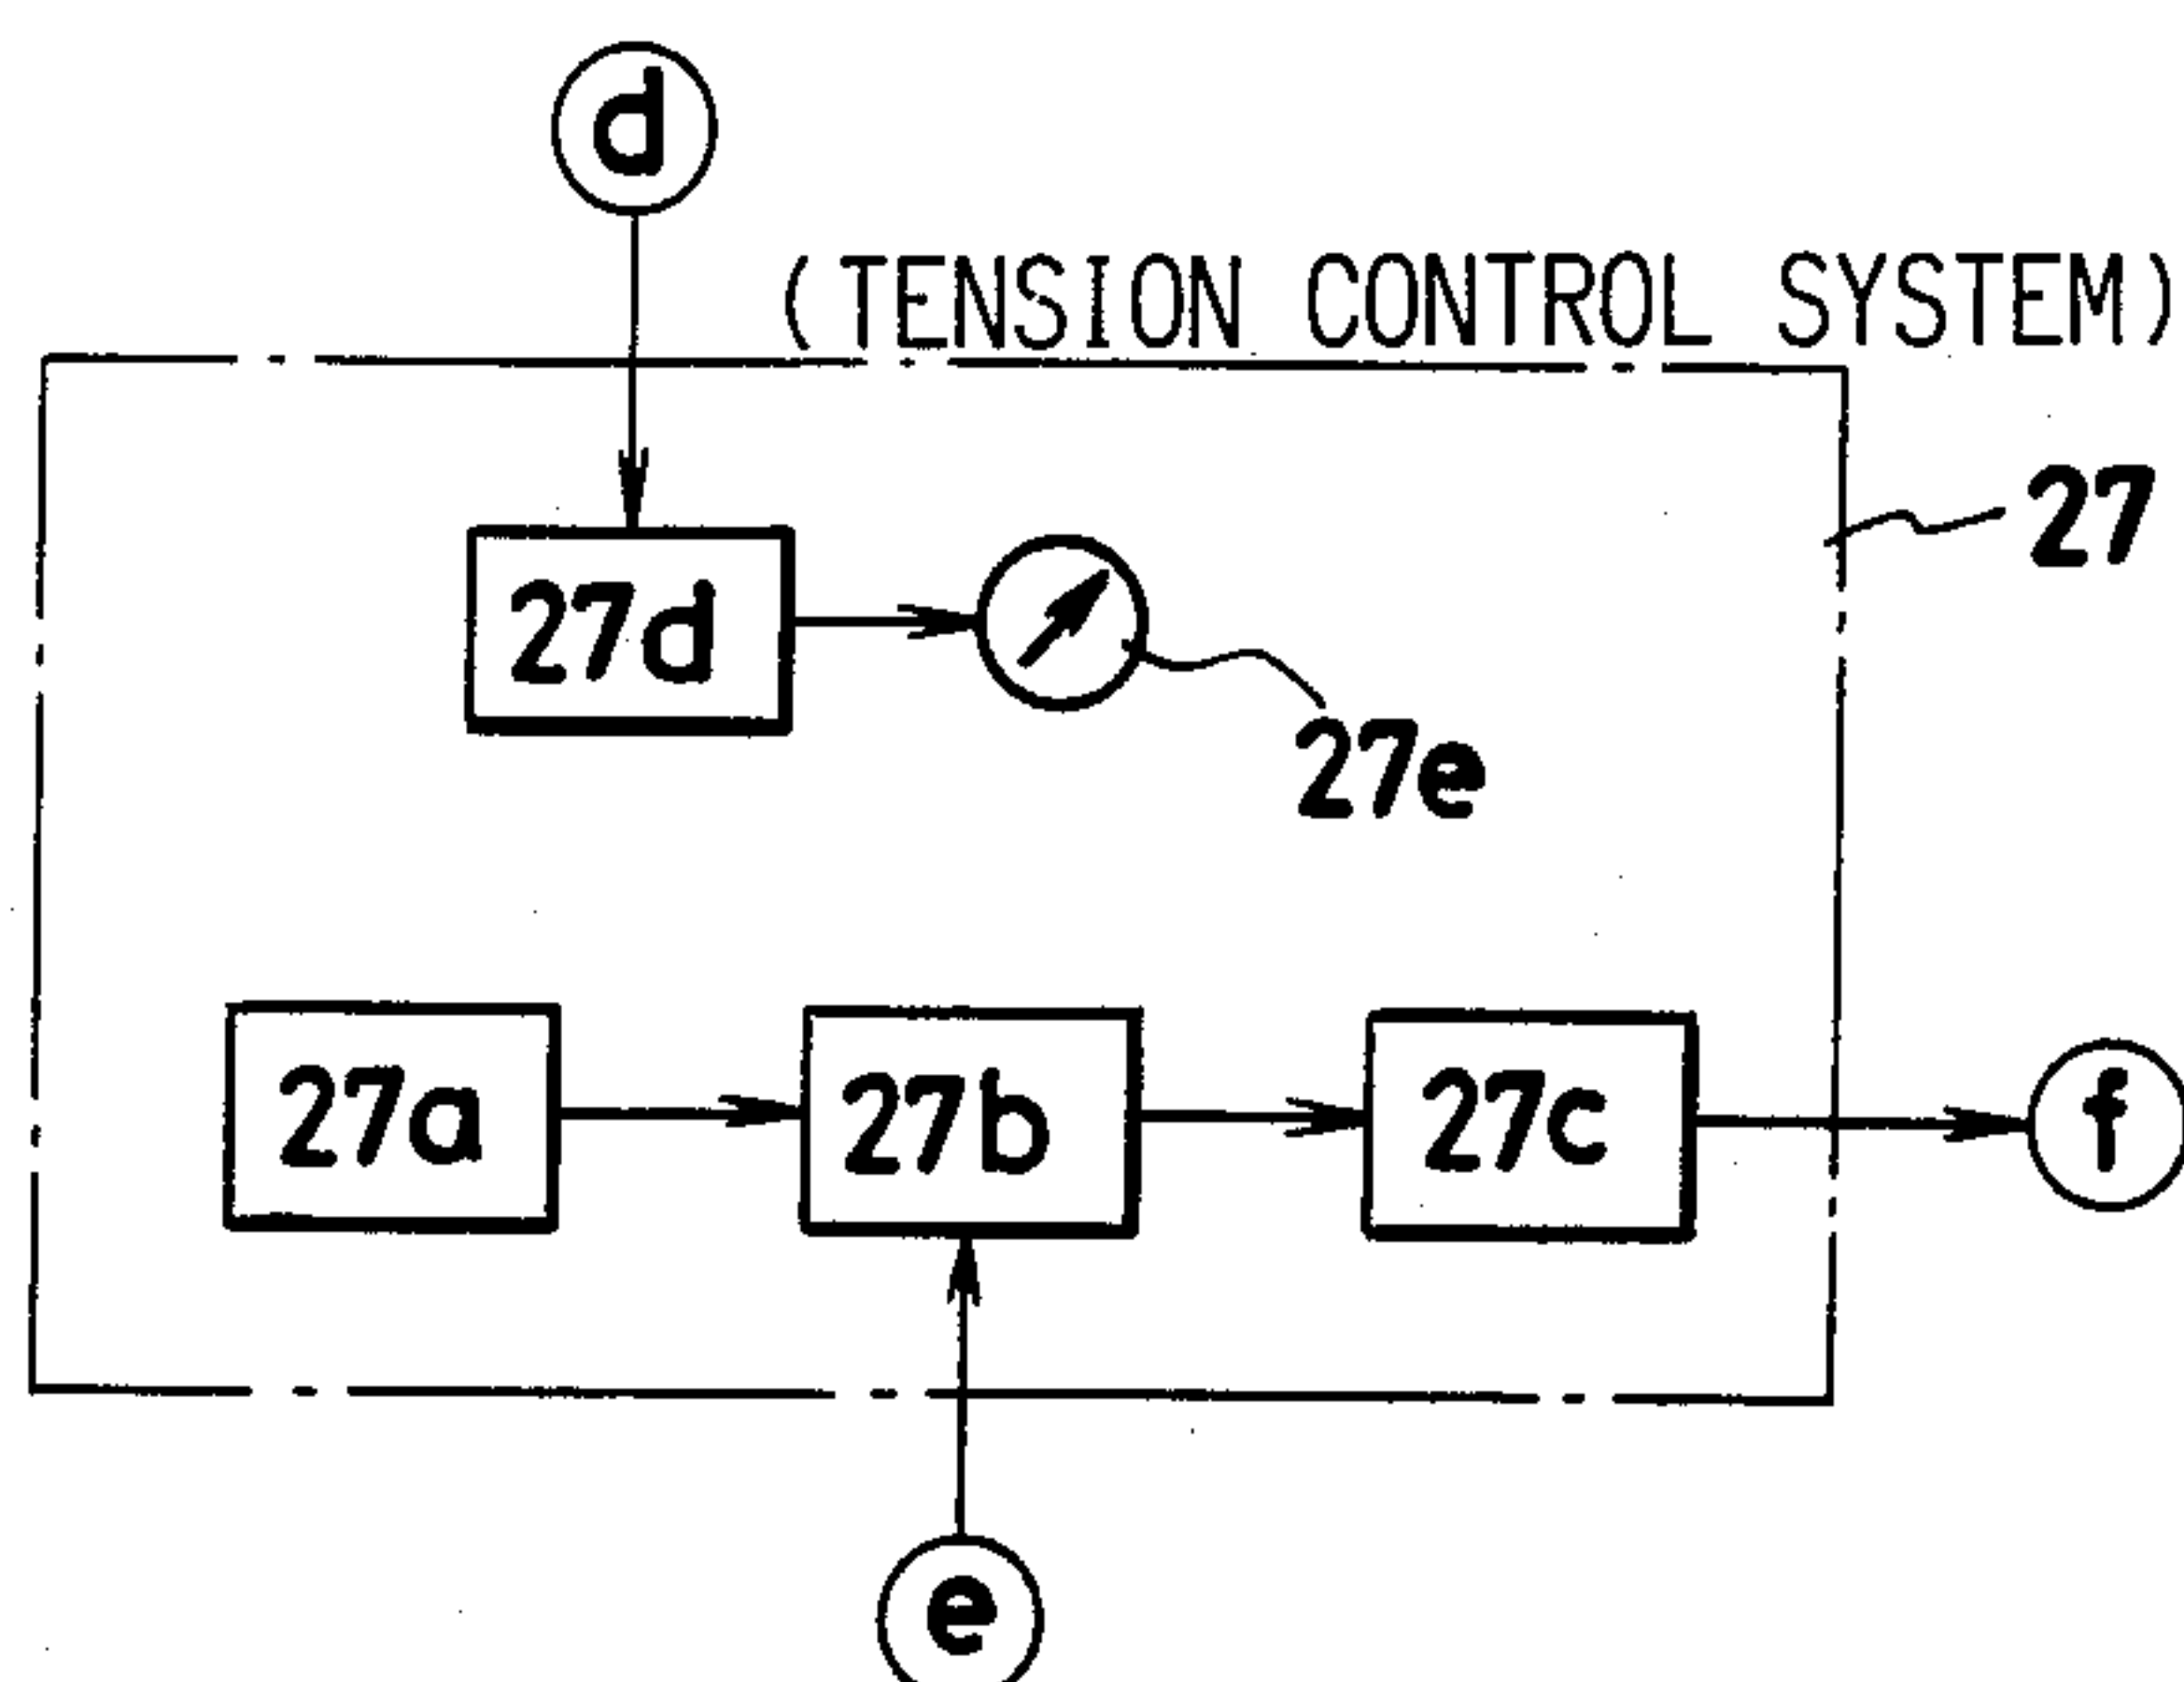 d
(TENSION CONTROL SYSTEM)
27
27d
27e
27a
27b
27c
f
e